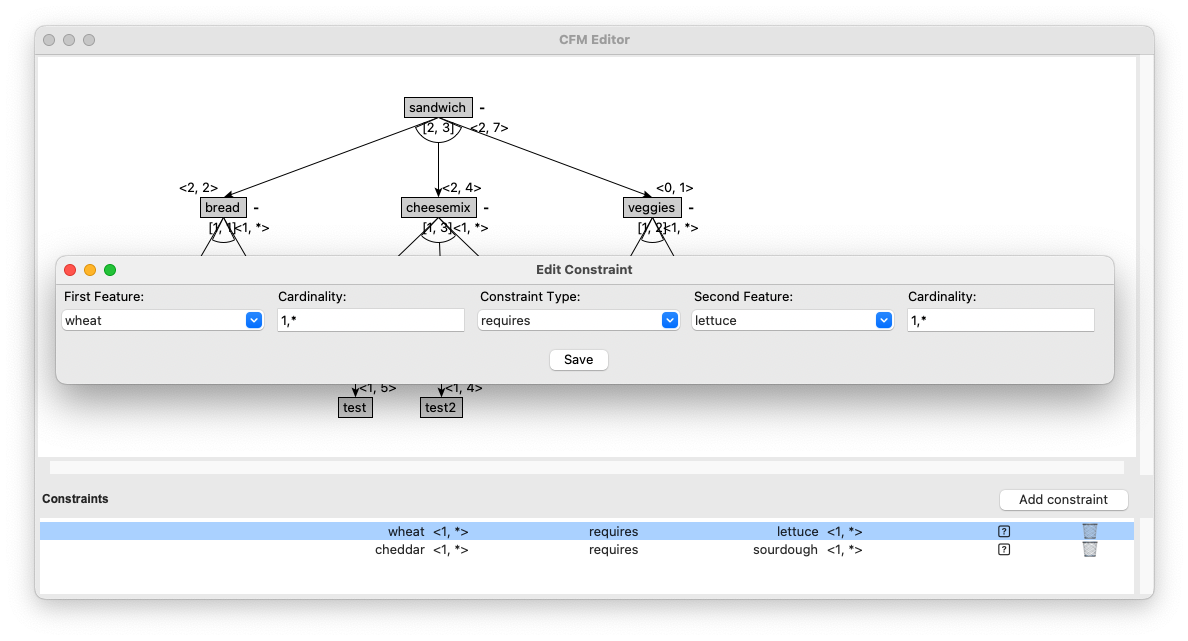 CFM Editor
sandwich -
[2, 3] <2, 7>
<2, 2> <2, 4> <0, 1>
bread - cheesemix - veggies -
[1, 1] <1, *> [1, 3] <1, *> [1, 2] <1, *>
Edit Constraint
First Feature: Cardinality: Constraint Type: Second Feature: Cardinality:
wheat 1,* requires lettuce 1,*
Save
<1, 5> <1, 4>
test test2
Constraints Add constraint
wheat <1, *> requires lettuce <1, *> ?
cheddar <1, *> requires sourdough <1, *> ?